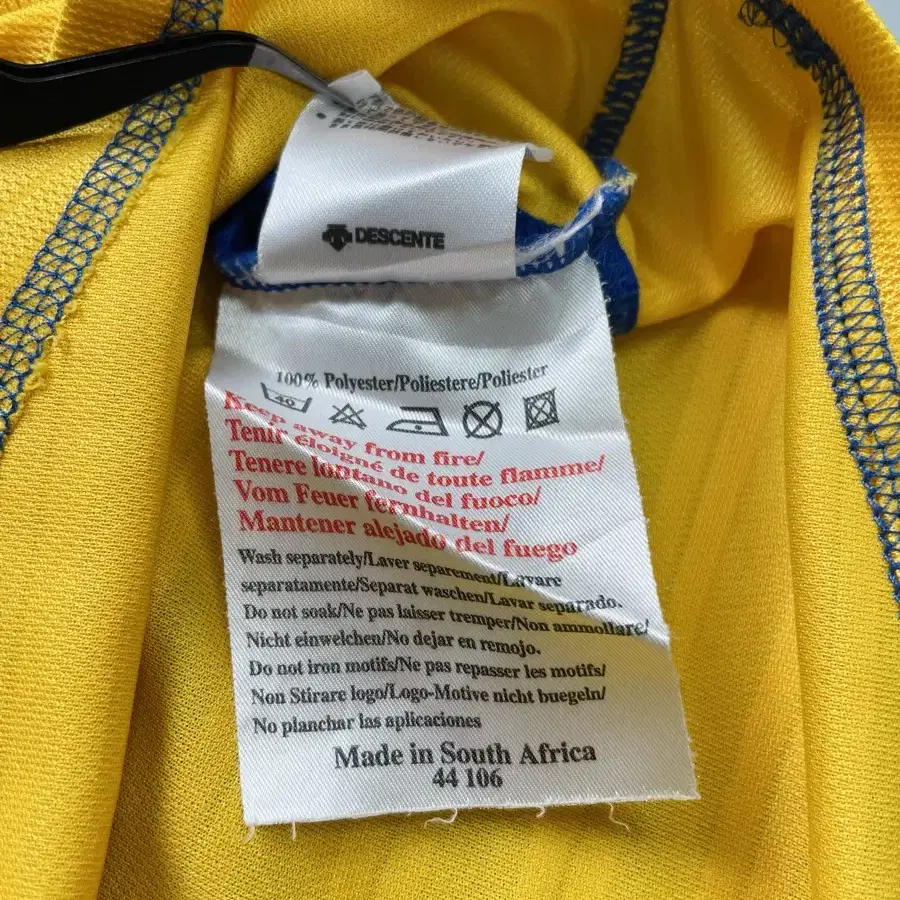 DESCENTE
100% Polyester/Poliestere/Poliester
40
Keep away from fire/
Tenir éloigné de toute flamme/
Tenere lontano del fuoco/
Vom Feuer fernhalten/
Mantener alejado del fuego
Wash separately/Laver separement/Lavare
separatamente/Separat waschen/Lavar separado.
Do not soak/Ne pas laisser tremper/Non ammollare/
Nicht einweichen/No dejar en remojo.
Do not iron motifs/Ne pas repasser les motifs/
Non Stirare logo/Logo-Motive nicht buegeln/
No planchar las aplicaciones
Made in South Africa
44 106